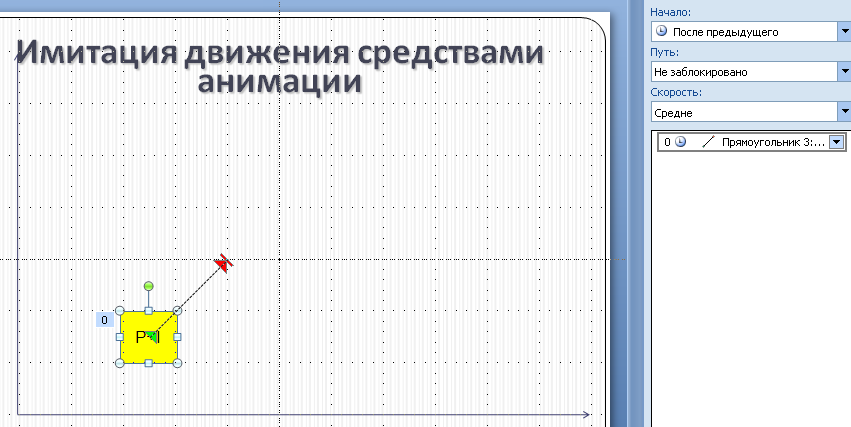 Имитация движения средствами
анимации
0
Начало:
После предыдущего
Путь:
Не заблокировано
Скорость:
Средне
0 Прямоугольник 3:...